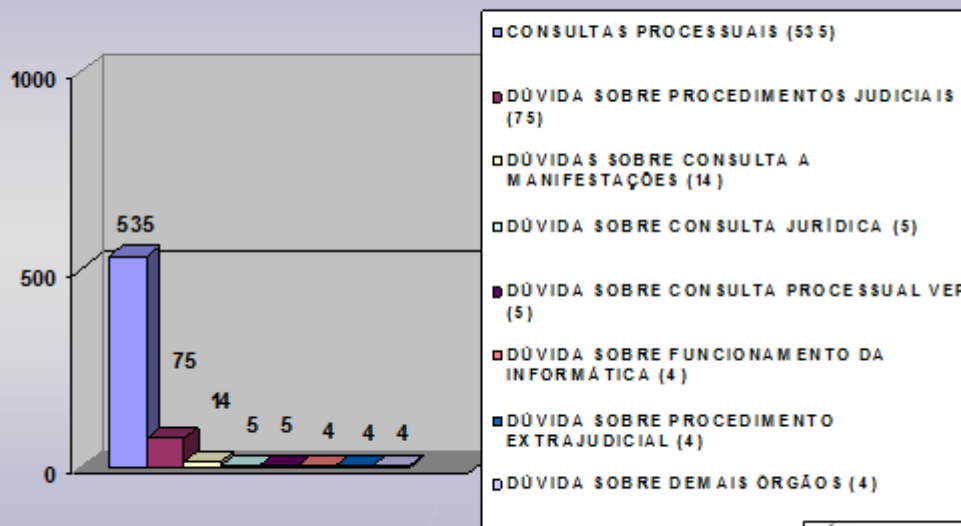 1000
500
0
535
75
14
5
5
4
4
4
CONSULTAS PROCESSUAIS (535)
DÚVIDA SOBRE PROCEDIMENTOS JUDICIAIS
(75)
DÚVIDAS SOBRE CONSULTA A
MANIFESTAÇÕES (14)
DÚVIDA SOBRE CONSULTA JURÍDICA (5)
DÚVIDA SOBRE CONSULTA PROCESSUAL
(5)
DÚVIDA SOBRE FUNCIONAMENTO DA
INFORMÁTICA (4)
DÚVIDA SOBRE PROCEDIMENTO
EXTRAJUDICIAL (4)
DÚVIDA SOBRE DEMAIS ÓRGÃOS (4)